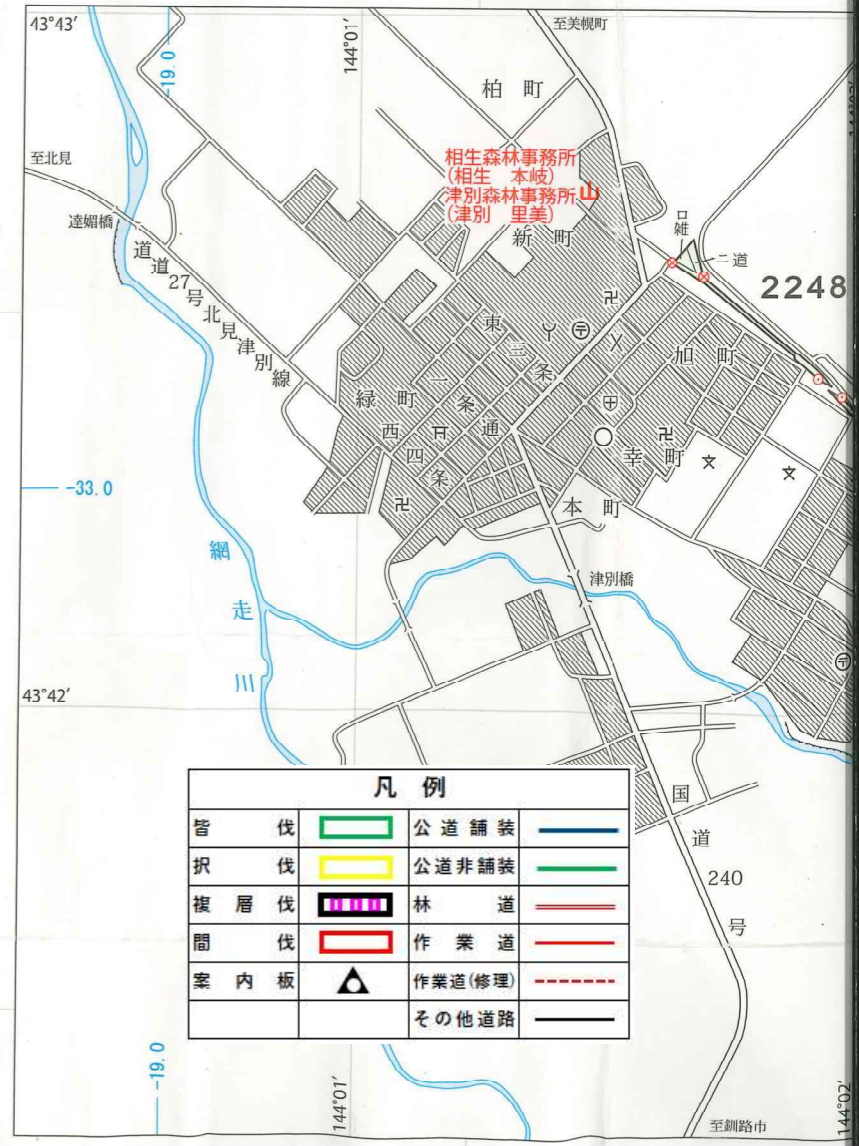 43°43′
-19.0
144°01′
至美幌町
柏町
至北見
相生森林事務所
(相生 本岐)
津別森林事務所
(津別 里美)
山
新町
ロ雑
ニ道
2248
達媚橋
道道27号北見津別線
東三条
一条通
加町
緑町
西四条
幸町
本町
文
文
-33.0
網走川
津別橋
43°42′
凡例
皆伐 公道舗装
択伐 公道非舗装
複層伐 林道
間伐 作業道
案内板 作業道(修理)
その他道路
国道240号
-19.0
144°01′
至釧路市
144°02′